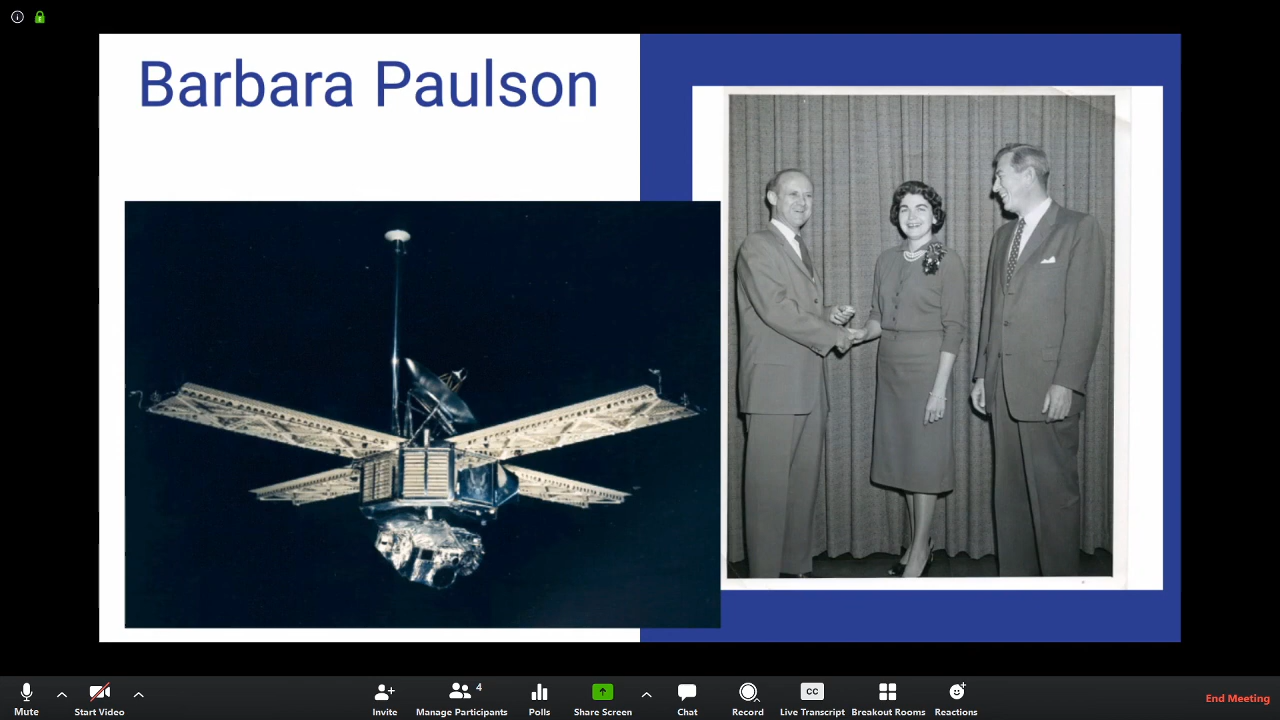 Barbara Paulson
4
CC
Mute
Start Video
Invite
Manage Participants
Polls
Share Screen
Chat
Record
Live Transcript
Breakout Rooms
Reactions
End Meeting